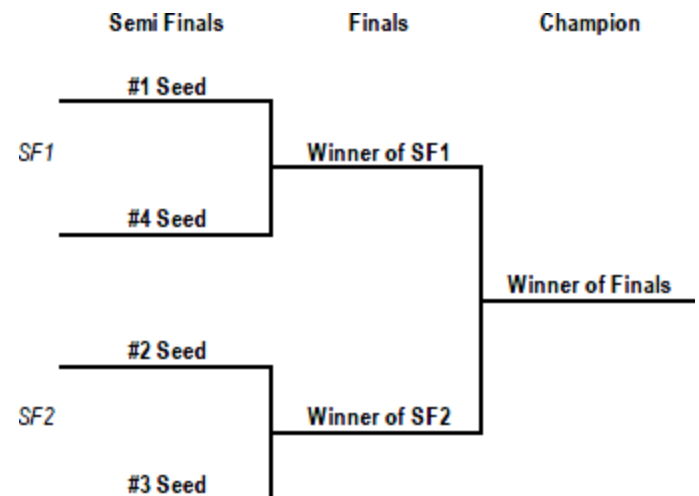 Semi Finals Finals Champion
#1 Seed
SF1 Winner of SF1
#4 Seed
Winner of Finals
#2 Seed
SF2 Winner of SF2
#3 Seed